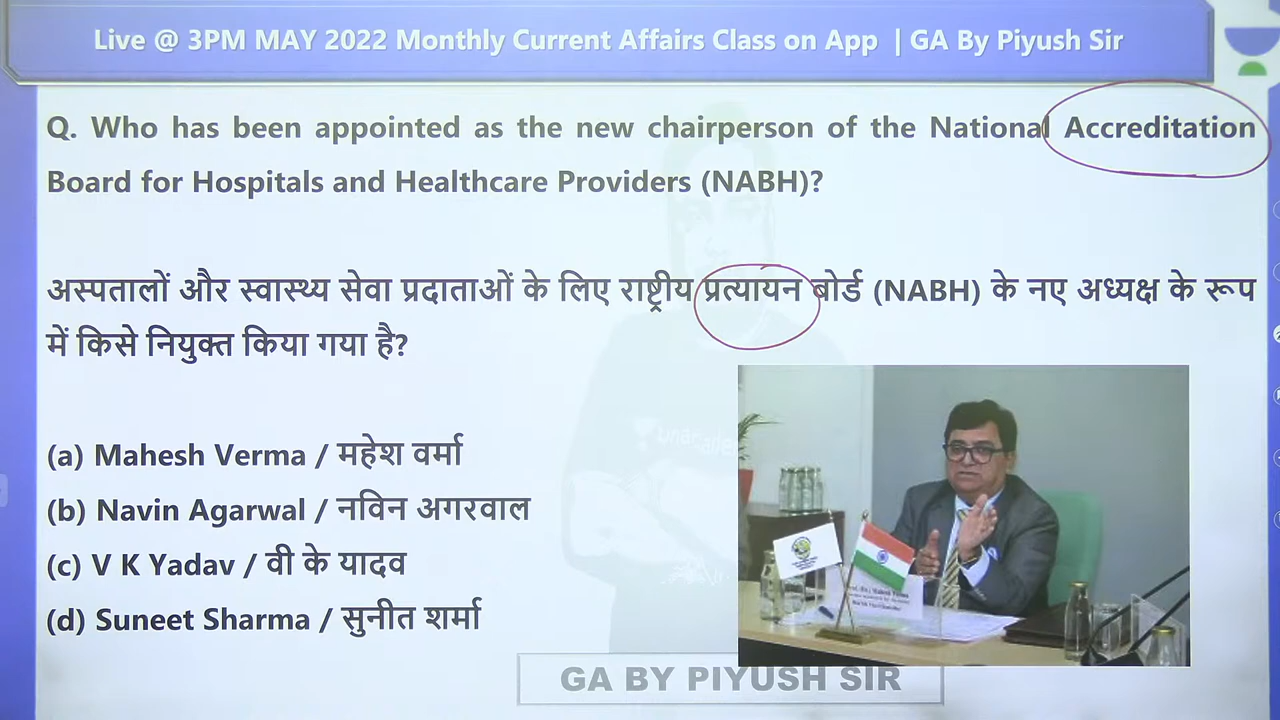 Live @ 3PM MAY 2022 Monthly Current Affairs Class on App | GA By Piyush Sir
Q. Who has been appointed as the new chairperson of the National Accreditation
Board for Hospitals and Healthcare Providers (NABH)?
अस्पतालों और स्वास्थ्य सेवा प्रदाताओं के लिए राष्ट्रीय प्रत्यायन बोर्ड (NABH) के नए अध्यक्ष के रूप
में किसे नियुक्त किया गया है?
(a) Mahesh Verma / महेश वर्मा
(b) Navin Agarwal / नविन अगरवाल
(c) V K Yadav / वी के यादव
(d) Suneet Sharma / सुनीत शर्मा
Mahesh Verma
GA BY PIYUSH SIR